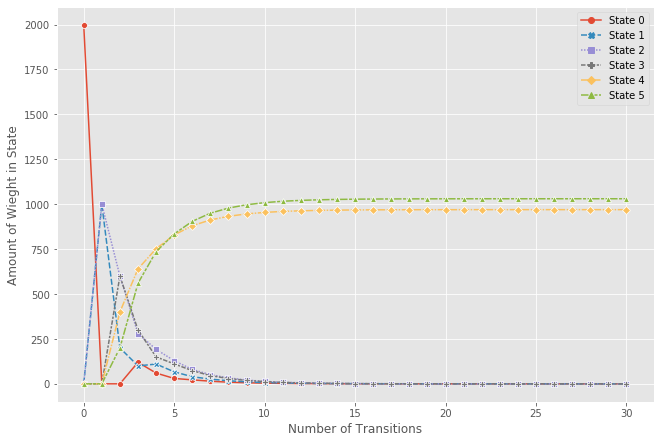 2000
1750
1500
1250
1000
750
500
250
0
Amount of Wieght in State
0 5 10 15 20 25 30
Number of Transitions
State 0
State 1
State 2
State 3
State 4
State 5